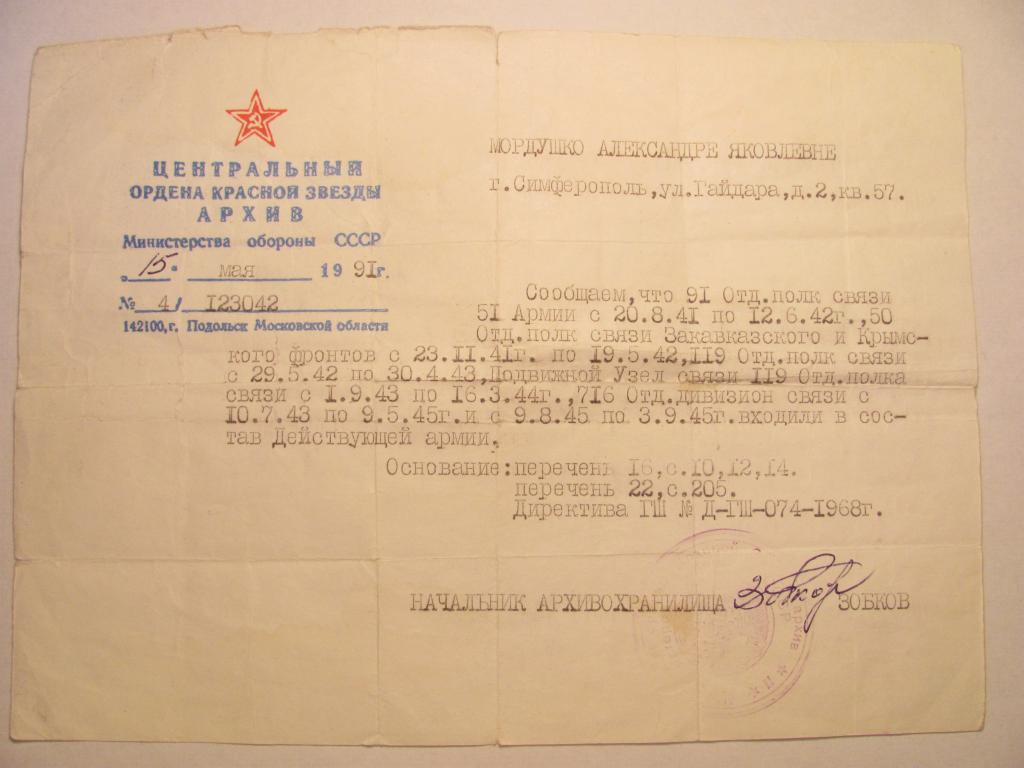 ЦЕНТРАЛЬНЫЙ
ОРДЕНА КРАСНОЙ ЗВЕЗДЫ
АРХИВ
Министерства обороны СССР
„15" мая 1991г.
№ 4/ 123042
142100, г. Подольск Московской области
МОРДУШКО АЛЕКСАНДРЕ ЯКОВЛЕВНЕ
г.Симферополь,ул.Гайдара,д.2,кв.57.
Сообщаем,что 91 Отд.полк связи
51 Армии с 20.8.41 по 12.6.42г.,50
Отд.полк связи Закавказского и Крымс-
кого фронтов с 23.11.41г. по 19.5.42,119 Отд.полк связи
с 29.5.42 по 30.4.43,Подвижной Узел связи 119 Отд.полка
связи с 1.9.43 по 16.3.44г.,716 Отд.дивизион связи с
10.7.43 по 9.5.45г.и с 9.8.45 по 3.9.45г.входили в сос-
тав Действующей армии.
Основание:перечень 16,с.10,12,14.
перечень 22,с.205.
Директива ГШ № Д-ГШ-074-1968г.
НАЧАЛЬНИК АРХИВОХРАНИЛИЩА ЗОБКОВ
архив